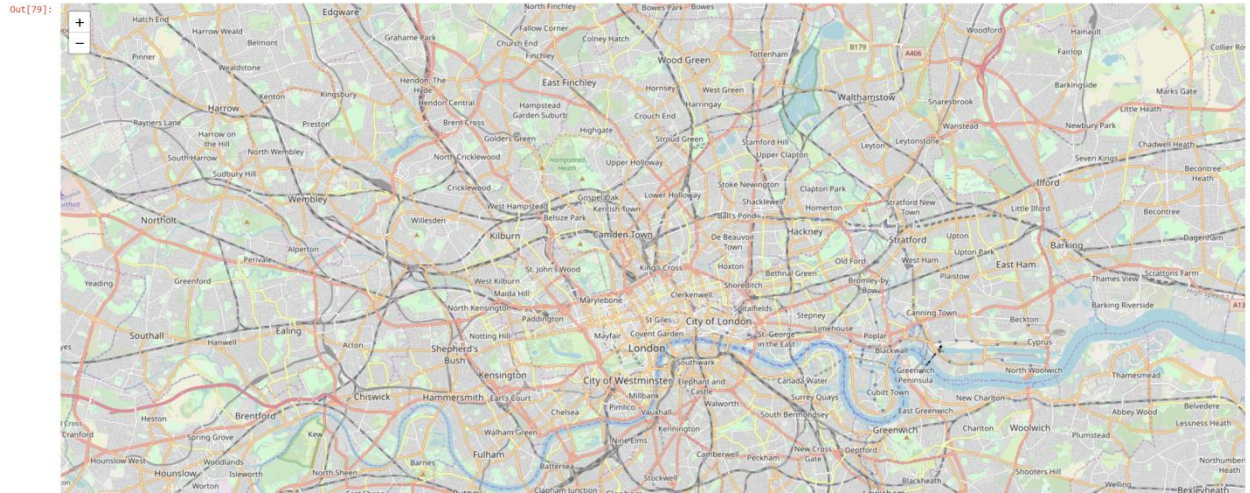 Out[79]:
+
−
Hatch End
Edgware
North Finchley
Bowes Park
Bowes
Woodford
Hainault
Harrow Weald
Grahame Park
Fallow Corner
Colney Hatch
Church End
Finchley
Wood Green
Tottenham
B179
A406
Fairlop
Pinner
Belmont
Wealdstone
Hendon, The
Hyde
East Finchley
Barkingside
Marks Gate
Kenton
Kingsbury
Hornsey
West Green
Harrow
Hendon Central
Hampstead
Garden Suburb
Harringay
Walthamstow
Snaresbrook
Little Heath
Rayners Lane
Preston
Brent Cross
Crouch End
Wanstead
Newbury Park
Harrow on
the Hill
Golders Green
Highgate
Stroud Green
Stamford Hill
Leyton
Leytonstone
Chadwell Heath
North Wembley
North Cricklewood
Hampstead
Heath
Upper Clapton
South Harrow
Upper Holloway
Seven Kings
Becontree
Heath
Sudbury Hill
Cricklewood
Stoke Newington
Ilford
Wembley
Gospel Oak
Lower Holloway
Clapton Park
West Hampstead
Kentish Town
Shacklewell
Homerton
Stratford New
Town
Little Ilford
Becontree
Northolt
Willesden
Belsize Park
Ball's Pond
Kilburn
Camden Town
De Beauvoir
Town
Hackney
Stratford
Upton
Barking
Dagenham
Alperton
Upton Park
Perivale
Old Ford
West Ham
East Ham
Greenford
St. John's Wood
King's Cross
Hoxton
Bethnal Green
Plaistow
Scrattons Farm
Yeading
West Kilburn
Shoreditch
Bromley-by
Bow
Thames View
Maida Hill
Marylebone
Clerkenwell
Barking Riverside
A13
North Kensington
Spitalfields
Canning Town
Paddington
St Giles
City of London
Stepney
Beckton
Southall
Ealing
Notting Hill
Mayfair
Covent Garden
St. George
in the East
Limehouse
Poplar
Hanwell
Acton
Shepherd's
Bush
London
Blackwall
Cyprus
Southwark
Greenwich
Peninsula
North Woolwich
Thamesmead
Kensington
City of Westminster
Elephant and
Castle
Canada Water
Cubitt Town
Chiswick
Hammersmith
Earl's Court
Millbank
Surrey Quays
New Charlton
Belvedere
Heston
Brentford
Chelsea
Pimlico
Vauxhall
Walworth
South Bermondsey
East Greenwich
Abbey Wood
Lessness Heath
Cranford
Spring Grove
Kew
Walham Green
Kennington
Greenwich
Charlton
Woolwich
Plumstead
Hounslow West
Woodlands
Barnes
Fulham
Nine Elms
Camberwell
Peckham
New Cross
Gate
Deptford
Hounslow
Isleworth
North Sheen
Battersea
Blackheath
Shooters Hill
Worton
Clapham Junction
Stockwell
Welling
Bexleyheath